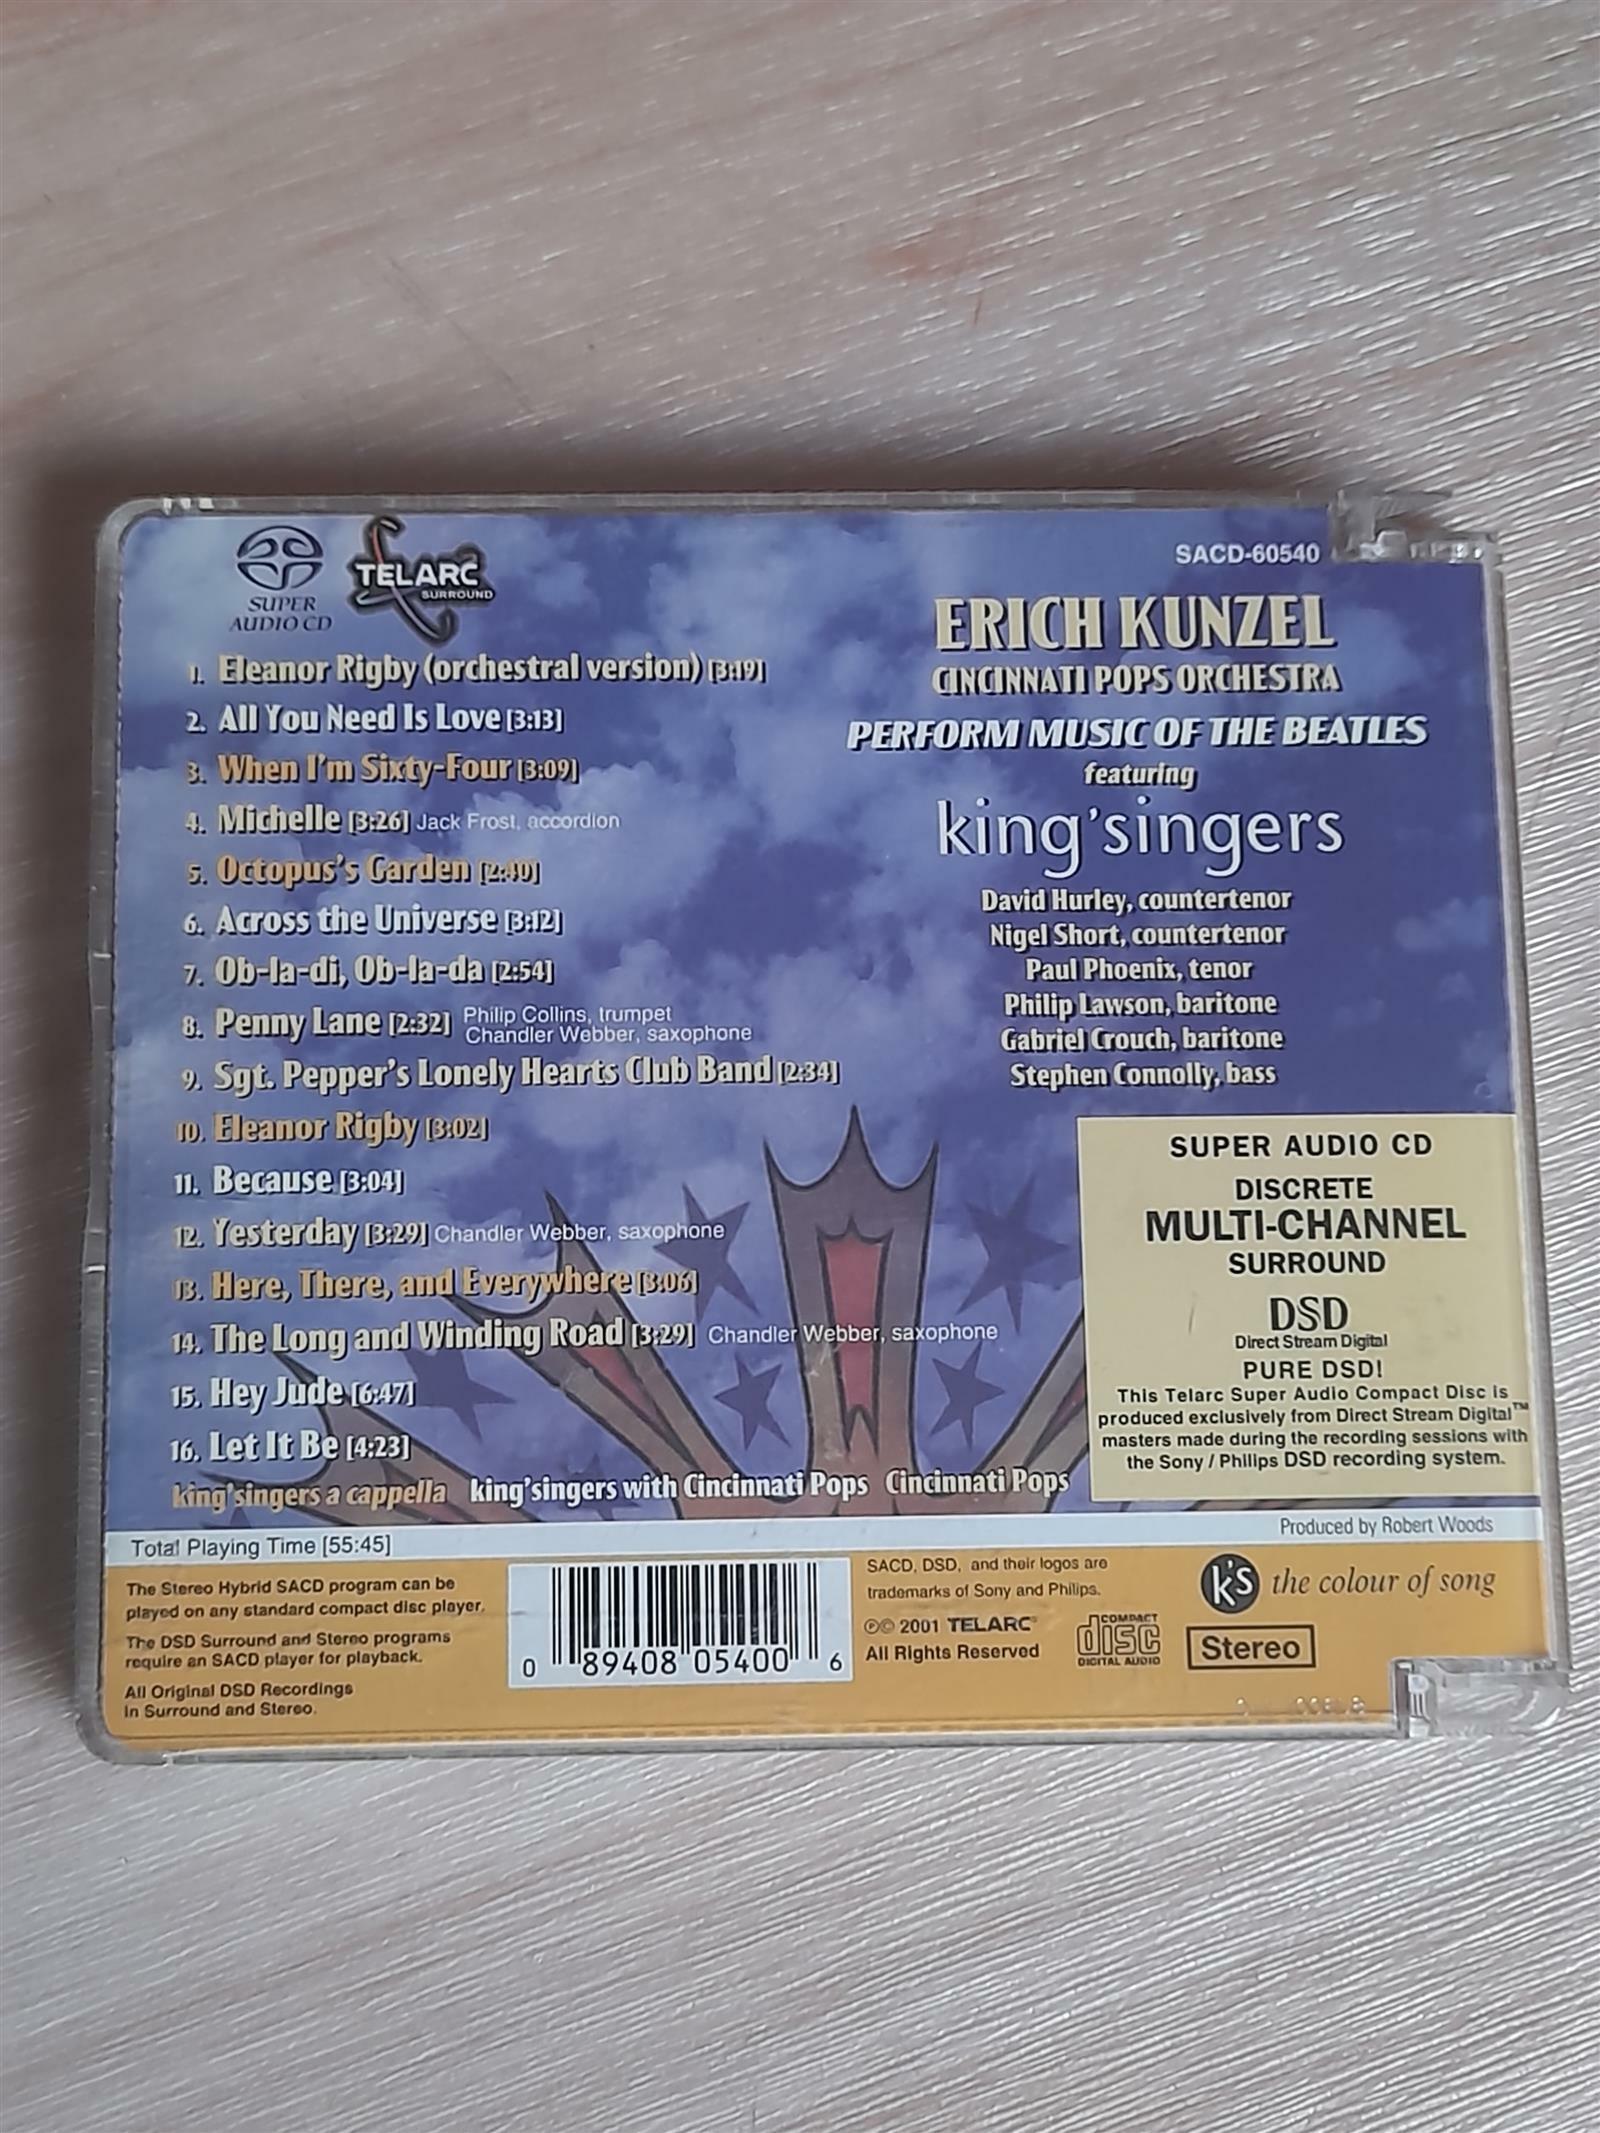 SUPER
AUDIO CD
TELARC
SURROUND
SACD-60540
1. Eleanor Rigby (orchestral version) [3:19]
2. All You Need Is Love [3:13]
3. When I'm Sixty-Four [3:09]
4. Michelle [3:26] Jack Frost, accordion
5. Octopus's Garden [2:40]
6. Across the Universe [3:12]
7. Ob-la-di, Ob-la-da [2:54]
8. Penny Lane [2:32] Philip Collins, trumpet
Chandler Webber, saxophone
9. Sgt. Pepper's Lonely Hearts Club Band [2:34]
10. Eleanor Rigby [3:02]
11. Because [3:04]
12. Yesterday [3:29] Chandler Webber, saxophone
13. Here, There, and Everywhere [3:06]
14. The Long and Winding Road [3:29] Chandler Webber, saxophone
15. Hey Jude [6:47]
16. Let It Be [4:23]
king'singers a cappella king'singers with Cincinnati Pops Cincinnati Pops
ERICH KUNZEL
CINCINNATI POPS ORCHESTRA
PERFORM MUSIC OF THE BEATLES
featuring
king'singers
David Hurley, countertenor
Nigel Short, countertenor
Paul Phoenix, tenor
Philip Lawson, baritone
Gabriel Crouch, baritone
Stephen Connolly, bass
SUPER AUDIO CD
DISCRETE
MULTI-CHANNEL
SURROUND
DSD
Direct Stream Digital
PURE DSD!
This Telarc Super Audio Compact Disc is
produced exclusively from Direct Stream Digital™
masters made during the recording sessions with
the Sony / Philips DSD recording system.
Total Playing Time [55:45]
Produced by Robert Woods
The Stereo Hybrid SACD program can be
played on any standard compact disc player.
The DSD Surround and Stereo programs
require an SACD player for playback.
All Original DSD Recordings
in Surround and Stereo.
0 89408 05400 6
SACD, DSD, and their logos are
trademarks of Sony and Philips.
℗© 2001 TELARC®
All Rights Reserved
COMPACT
disc
DIGITAL AUDIO
k's the colour of song
Stereo